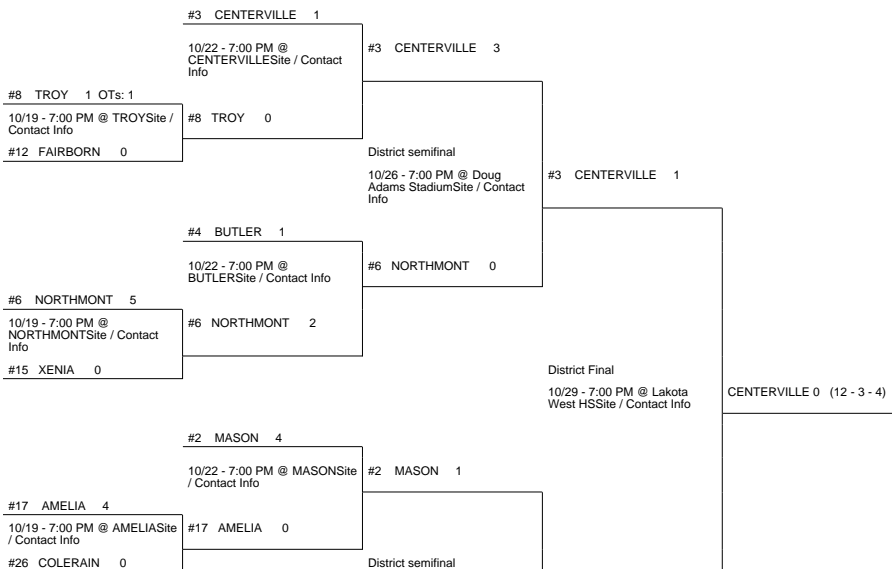 #3 CENTERVILLE 1
10/22 - 7:00 PM @
CENTERVILLESite / Contact
Info
#3 CENTERVILLE 3
#8 TROY 1 OTs: 1
10/19 - 7:00 PM @ TROYSite /
Contact Info
#8 TROY 0
#12 FAIRBORN 0
District semifinal
10/26 - 7:00 PM @ Doug
Adams StadiumSite / Contact
Info
#3 CENTERVILLE 1
#4 BUTLER 1
10/22 - 7:00 PM @
BUTLERSite / Contact Info
#6 NORTHMONT 0
#6 NORTHMONT 5
10/19 - 7:00 PM @
NORTHMONTSite / Contact
Info
#6 NORTHMONT 2
#15 XENIA 0
District Final
10/29 - 7:00 PM @ Lakota
West HSSite / Contact Info
CENTERVILLE 0 (12 - 3 - 4)
#2 MASON 4
10/22 - 7:00 PM @ MASONSite
/ Contact Info
#2 MASON 1
#17 AMELIA 4
10/19 - 7:00 PM @ AMELIASite
/ Contact Info
#17 AMELIA 0
#26 COLERAIN 0
District semifinal